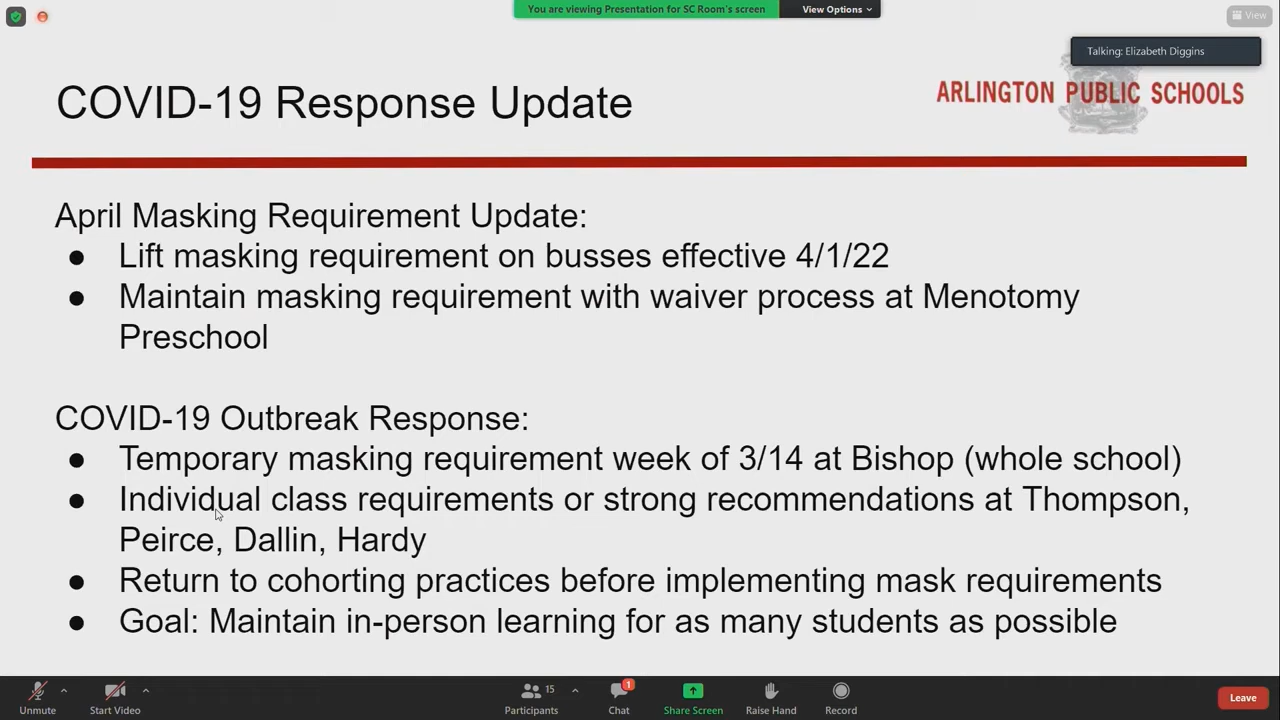 You are viewing Presentation for SC Room's screen
View Options
View
Talking: Elizabeth Diggins
COVID-19 Response Update
ARLINGTON PUBLIC SCHOOLS
April Masking Requirement Update:
● Lift masking requirement on busses effective 4/1/22
● Maintain masking requirement with waiver process at Menotomy
Preschool
COVID-19 Outbreak Response:
● Temporary masking requirement week of 3/14 at Bishop (whole school)
● Individual class requirements or strong recommendations at Thompson,
Peirce, Dallin, Hardy
● Return to cohorting practices before implementing mask requirements
● Goal: Maintain in-person learning for as many students as possible
Unmute
Start Video
15
Participants
1
Chat
Share Screen
Raise Hand
Record
Leave